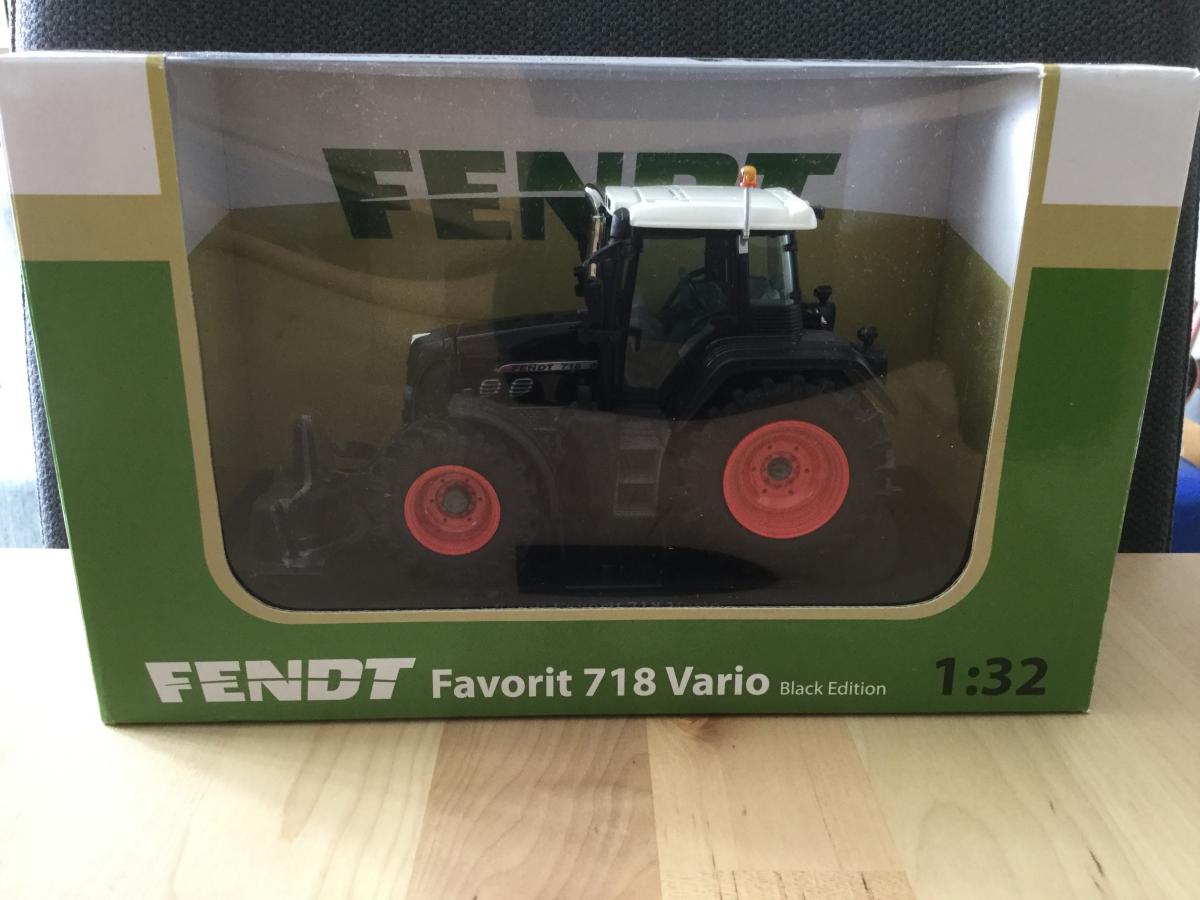 FENDT
FENDT 718
FENDT Favorit 718 Vario Black Edition 1:32